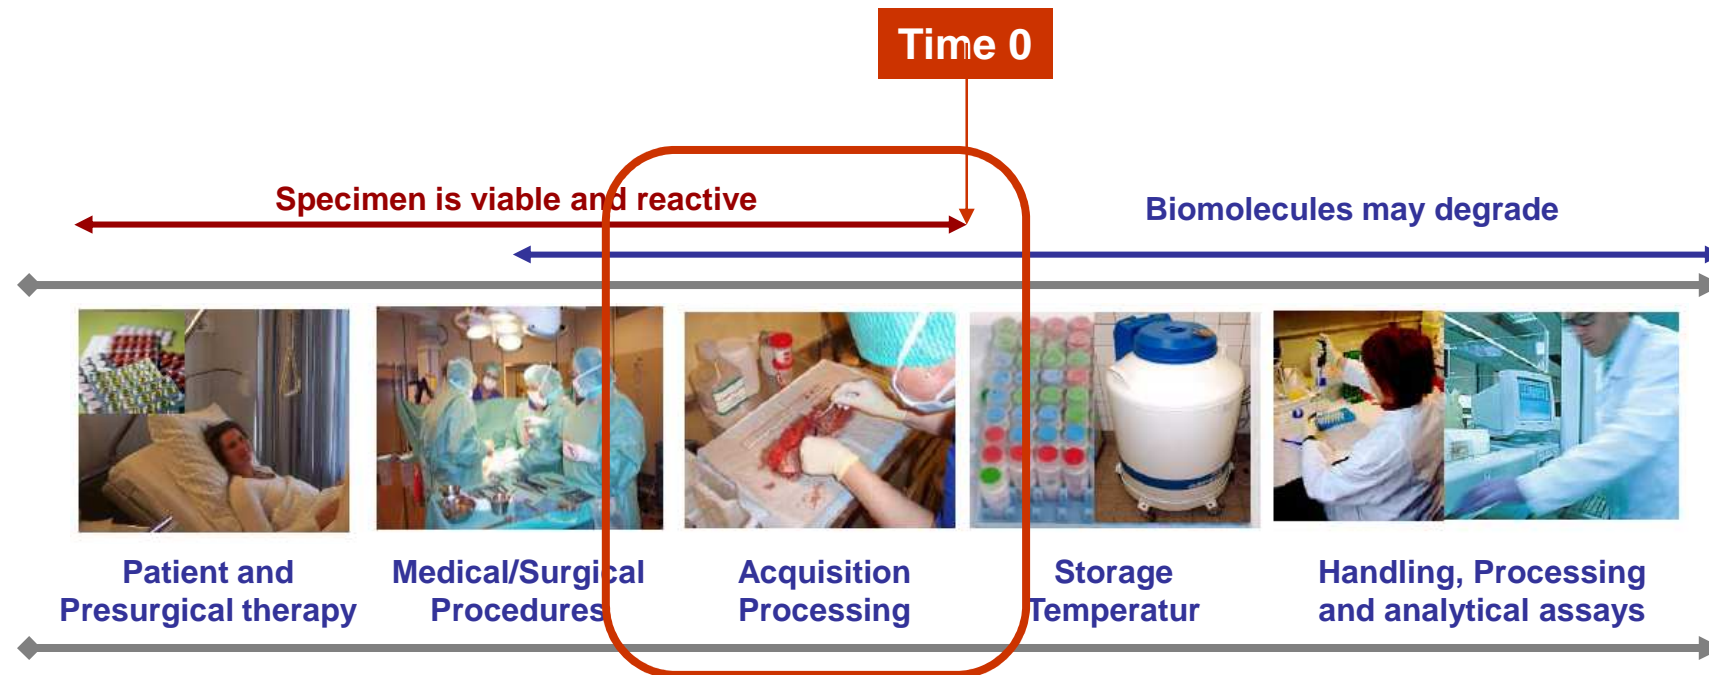 Time 0
Specimen is viable and reactive
Biomolecules may degrade
Patient and
Presurgical therapy
Medical/Surgical
Procedures
Acquisition
Processing
Storage
Temperatur
Handling, Processing
and analytical assays